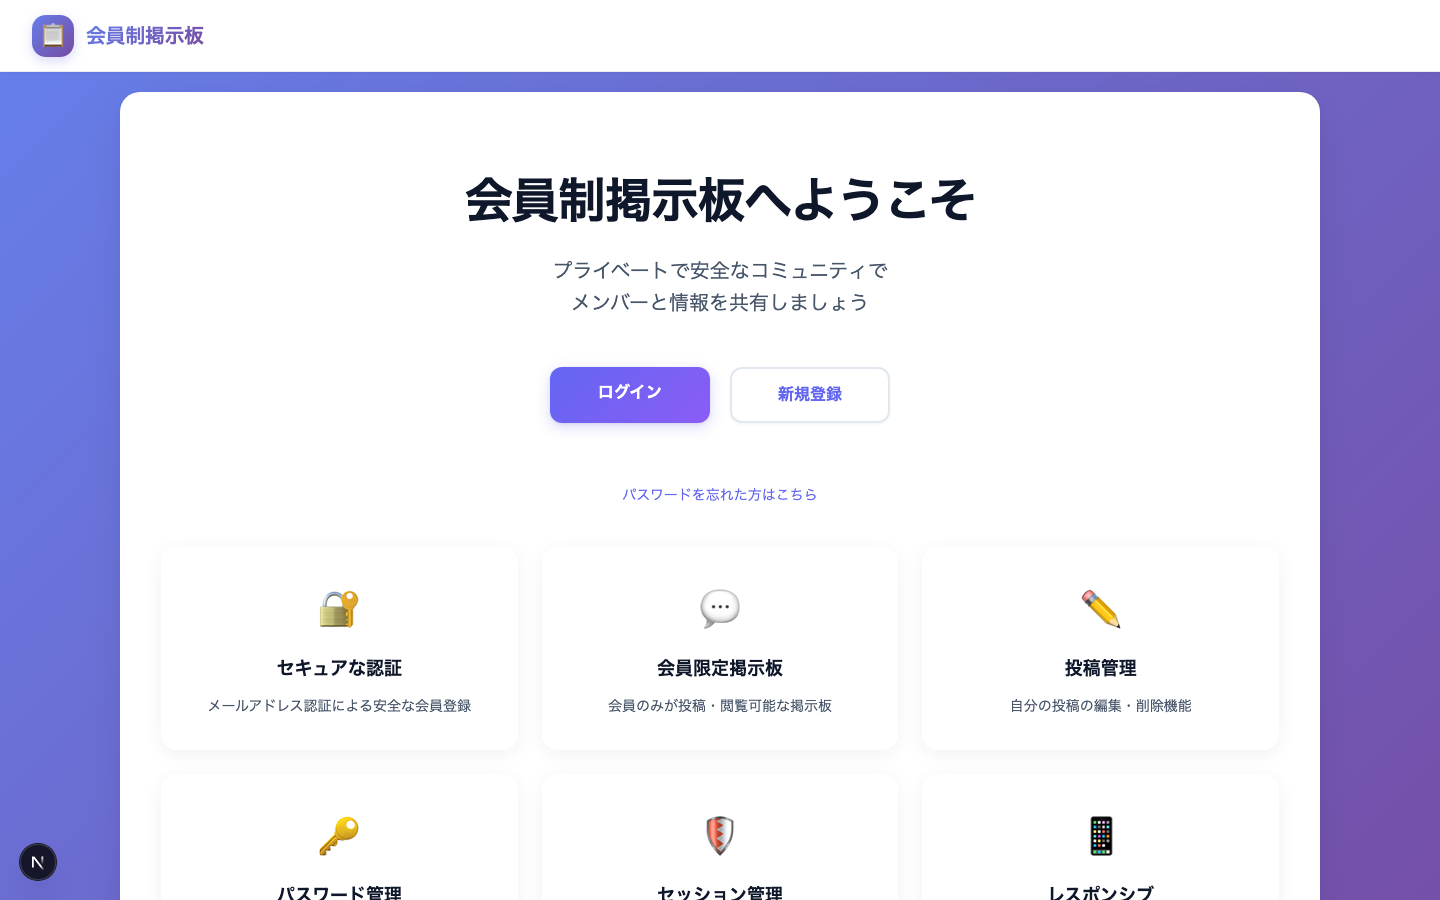 会員制掲示板
会員制掲示板へようこそ
プライベートで安全なコミュニティで
メンバーと情報を共有しましょう
ログイン
新規登録
パスワードを忘れた方はこちら
セキュアな認証
メールアドレス認証による安全な会員登録
会員限定掲示板
会員のみが投稿・閲覧可能な掲示板
投稿管理
自分の投稿の編集・削除機能
パスワード管理
セッション管理
レスポンシブ
N